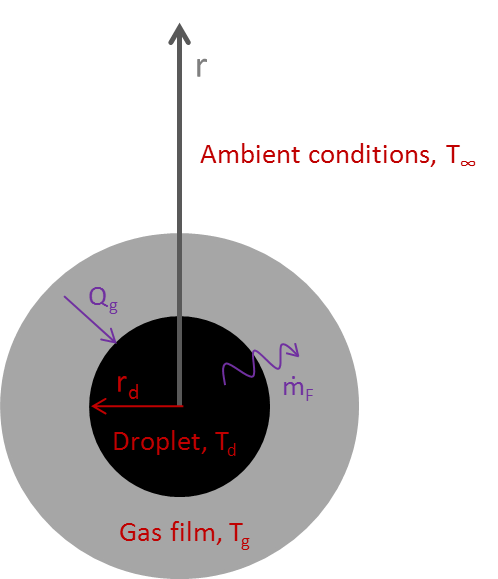 r
Ambient conditions, T∞
Qg
ṁF
rd
Droplet, Td
Gas film, Tg